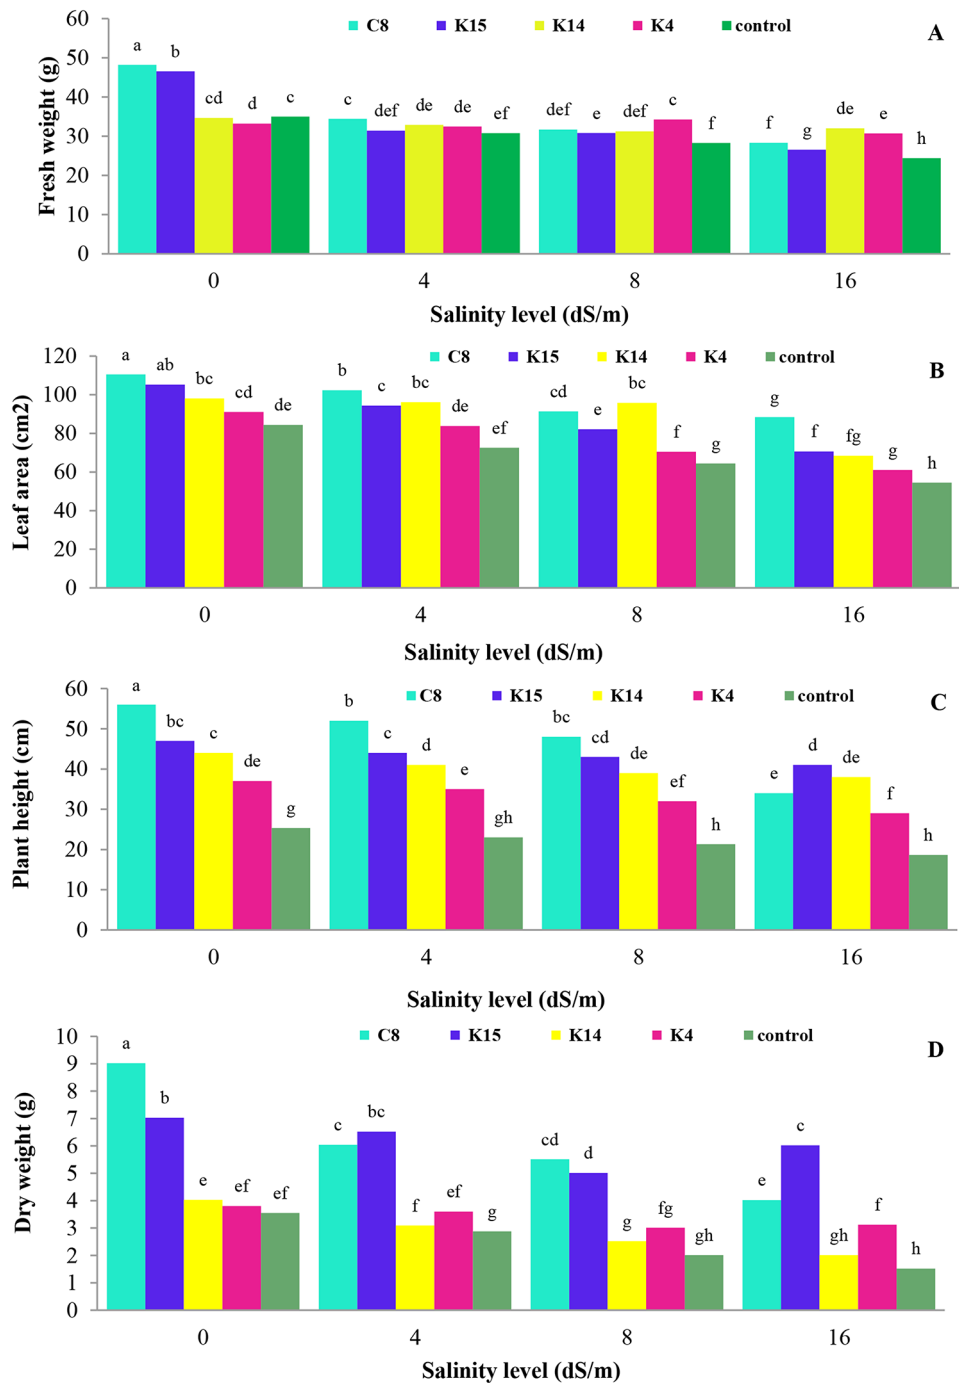 60 C8 K15 K14 K4 control A
a
50 b
40 cd d c c def de de ef def e def c f f g de e h
30
20
10
0
Fresh weight (g)
0 4 8 16
Salinity level (dS/m)
120 C8 K15 K14 K4 control B
a ab bc cd de b c bc de ef cd e bc f g g f fg g h
100
80
60
40
20
0
Leaf area (cm2)
0 4 8 16
Salinity level (dS/m)
60 C8 K15 K14 K4 control C
a bc c de g b c d e gh bc cd de ef h e d de f h
50
40
30
20
10
0
Plant height (cm)
0 4 8 16
Salinity level (dS/m)
10 C8 K15 K14 K4 control D
a b e ef ef c bc f ef g cd d g fg gh e c gh f h
9
8
7
6
5
4
3
2
1
0
Dry weight (g)
0 4 8 16
Salinity level (dS/m)